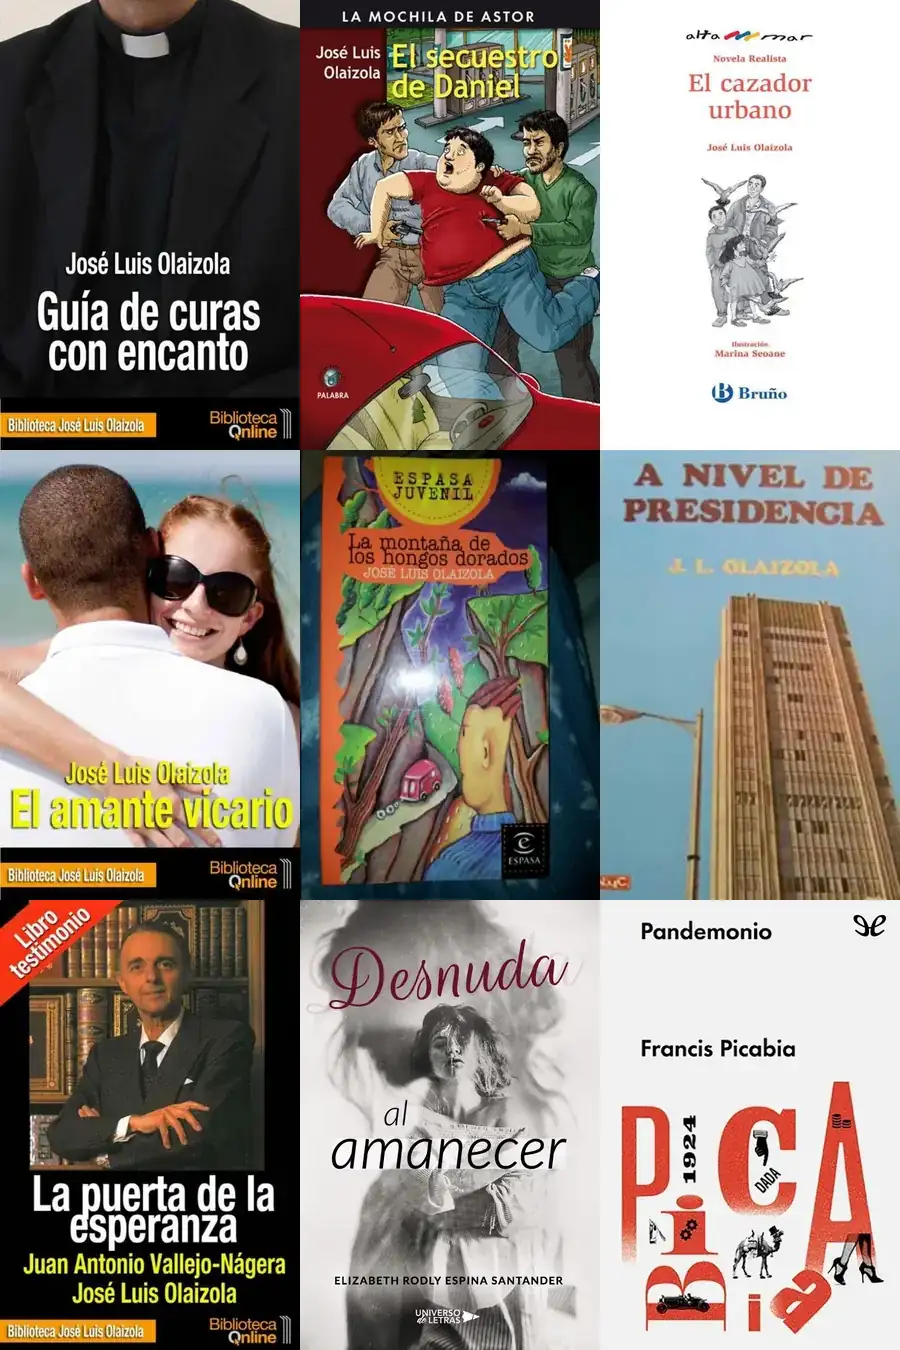 José Luis Olaizola
Guía de curas
con encanto
Biblioteca José Luis Olaizola
Biblioteca
Online
LA MOCHILA DE ASTOR
José Luis
Olaizola
El secuestro
de Daniel
PALABRA
alta mar
Novela Realista
El cazador
urbano
José Luis Olaizola
Ilustración
Marina Seoane
Bruño
José Luis Olaizola
El amante vicario
Biblioteca José Luis Olaizola
Biblioteca
Online
ESPASA
JUVENIL
La montaña de
los hongos dorados
JOSÉ LUIS OLAIZOLA
ESPASA
A NIVEL DE
PRESIDENCIA
J. L. OLAIZOLA
Libro
testimonio
La puerta de la
esperanza
Juan Antonio Vallejo-Nágera
José Luis Olaizola
Biblioteca José Luis Olaizola
Biblioteca
Online
Desnuda
al
amanecer
ELIZABETH RODLY ESPINA SANTANDER
UNIVERSO
de LETRAS
Pandemonio
Francis Picabia
PICABIA
1924
DADA
Picabia